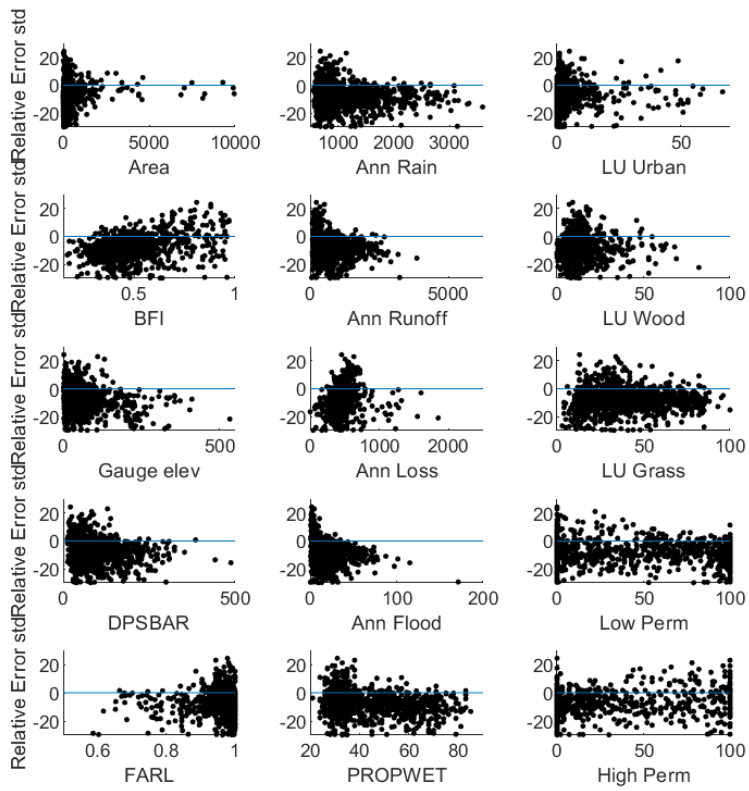 Relative Error std
20
0
-20
0 5000 10000
Area
1000 2000 3000
Ann Rain
0 50
LU Urban
Relative Error std
20
0
-20
0.5 1
BFI
20
0
-20
0 5000
Ann Runoff
20
0
-20
0 50 100
LU Wood
Relative Error std
20
0
-20
0 500
Gauge elev
20
0
-20
0 1000 2000
Ann Loss
20
0
-20
0 50 100
LU Grass
Relative Error std
20
0
-20
0 500
DPSBAR
20
0
-20
0 100 200
Ann Flood
20
0
-20
0 50 100
Low Perm
Relative Error std
20
0
-20
0.6 0.8 1
FARL
20
0
-20
20 40 60 80
PROPWET
20
0
-20
0 50 100
High Perm